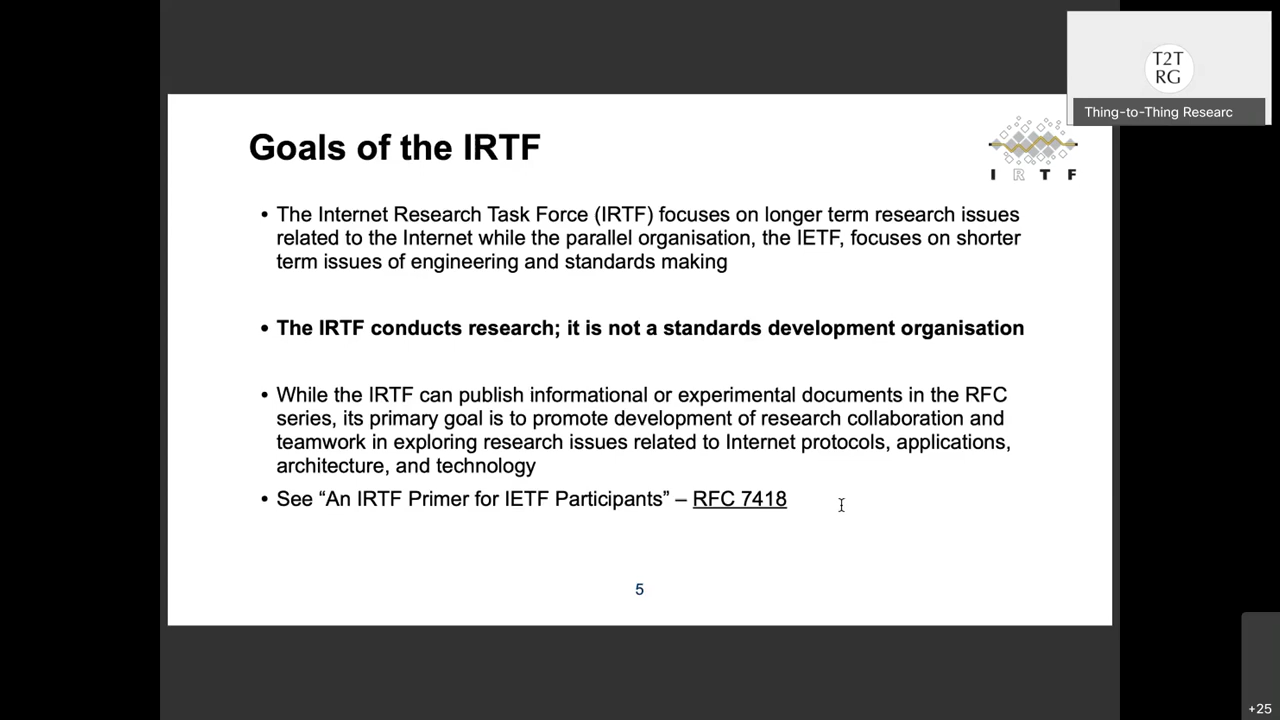 T2T
RG
Thing-to-Thing Researc
Goals of the IRTF
I R T F
• The Internet Research Task Force (IRTF) focuses on longer term research issues
related to the Internet while the parallel organisation, the IETF, focuses on shorter
term issues of engineering and standards making
• The IRTF conducts research; it is not a standards development organisation
• While the IRTF can publish informational or experimental documents in the RFC
series, its primary goal is to promote development of research collaboration and
teamwork in exploring research issues related to Internet protocols, applications,
architecture, and technology
• See “An IRTF Primer for IETF Participants” – RFC 7418
5
+25